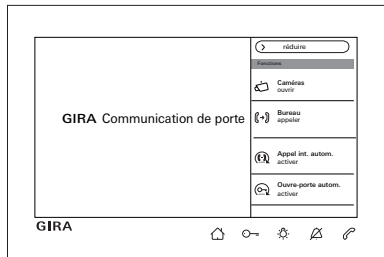 réduire
Fonctions
Caméras
ouvrir
GIRA Communication de porte
Bureau
appeler
Appel int. autom.
activer
Ouvre-porte autom.
activer
GIRA